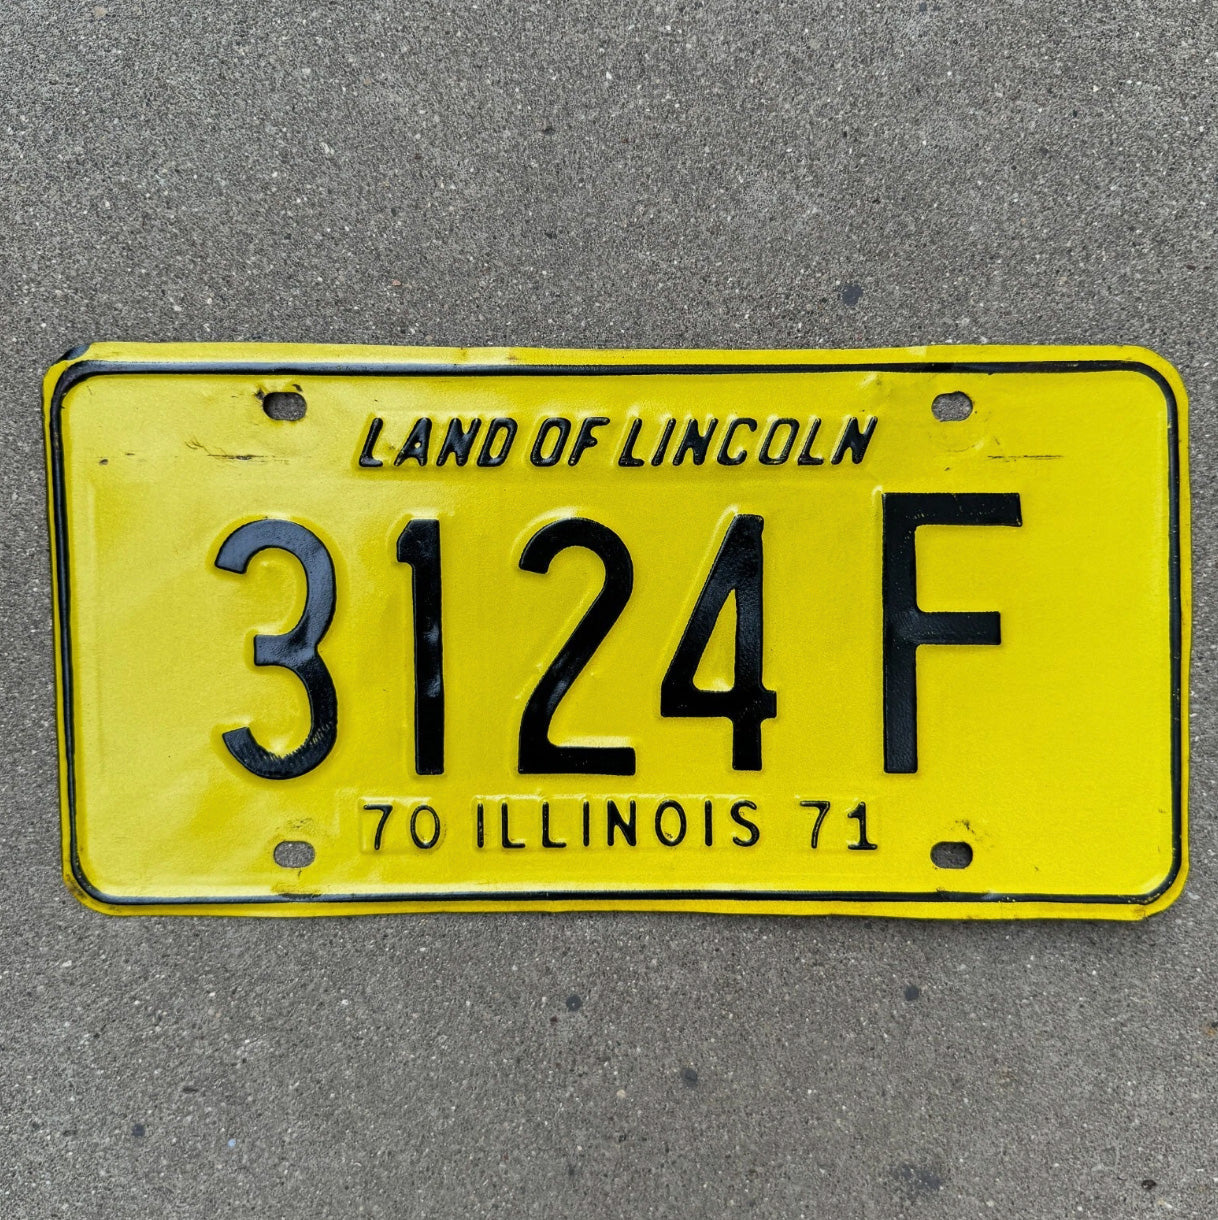 LAND OF LINCOLN
3124 F
70 ILLINOIS 71